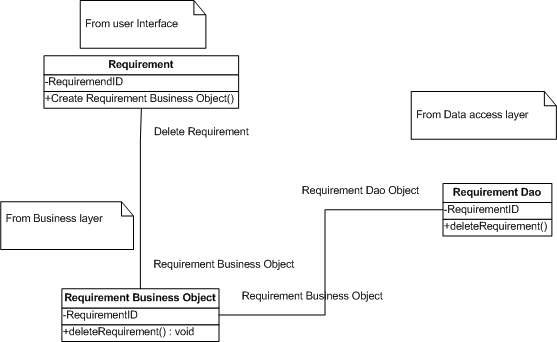 From user Interface
Requirement
-RequiremendID
+Create Requirement Business Object()
Delete Requirement
From Data access layer
Requirement Dao Object
Requirement Dao
-RequirementID
+deleteRequirement()
From Business layer
Requirement Business Object
Requirement Business Object
Requirement Business Object
-RequirementID
+deleteRequirement() : void